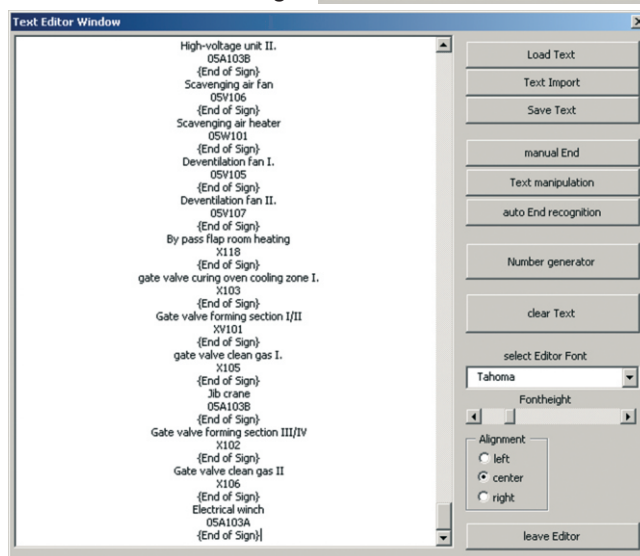 Text Editor Window
High-voltage unit II.
05A103B
{End of Sign}
Scavenging air fan
05V106
{End of Sign}
Scavenging air heater
05W101
{End of Sign}
Deventilation fan I.
05V105
{End of Sign}
Deventilation fan II.
05V107
{End of Sign}
By pass flap room heating
X118
{End of Sign}
gate valve curing oven cooling zone I.
X103
{End of Sign}
Gate valve forming section I/II
XV101
{End of Sign}
gate valve clean gas I.
X105
{End of Sign}
Jib crane
05A103B
{End of Sign}
Gate valve forming section III/IV
X102
{End of Sign}
Gate valve clean gas II
X106
{End of Sign}
Electrical winch
05A103A
{End of Sign}
Load Text
Text Import
Save Text
manual End
Text manipulation
auto End recognition
Number generator
clear Text
select Editor Font
Tahoma
Fontheight
Alignment
left
center
right
leave Editor